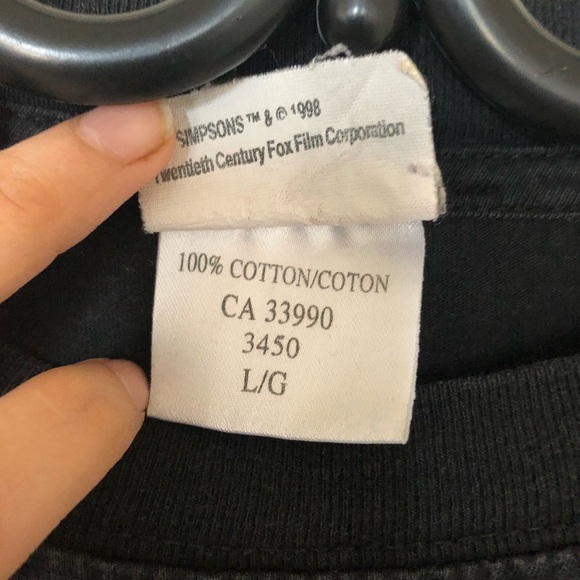 SIMPSONS ™ & © 1998
Twentieth Century Fox Film Corporation
100% COTTON/COTON
CA 33990
3450
L/G